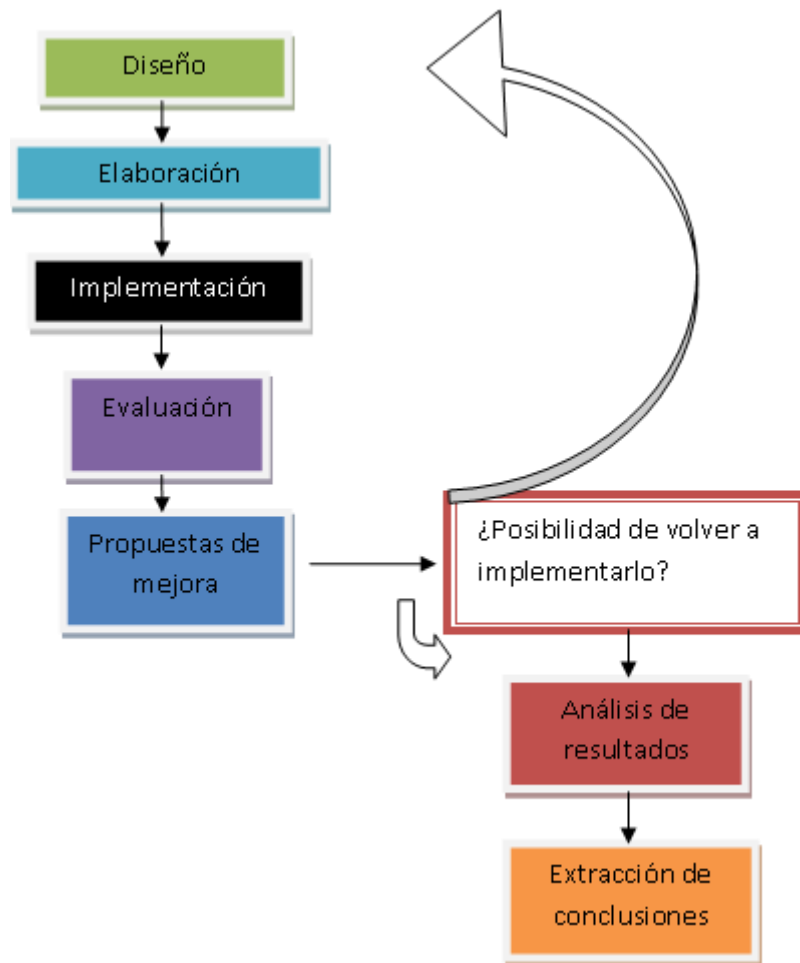 Diseño
Elaboración
Implementación
Evaluación
Propuestas de
mejora
¿Posibilidad de volver a
implementarlo?
Análisis de
resultados
Extracción de
conclusiones